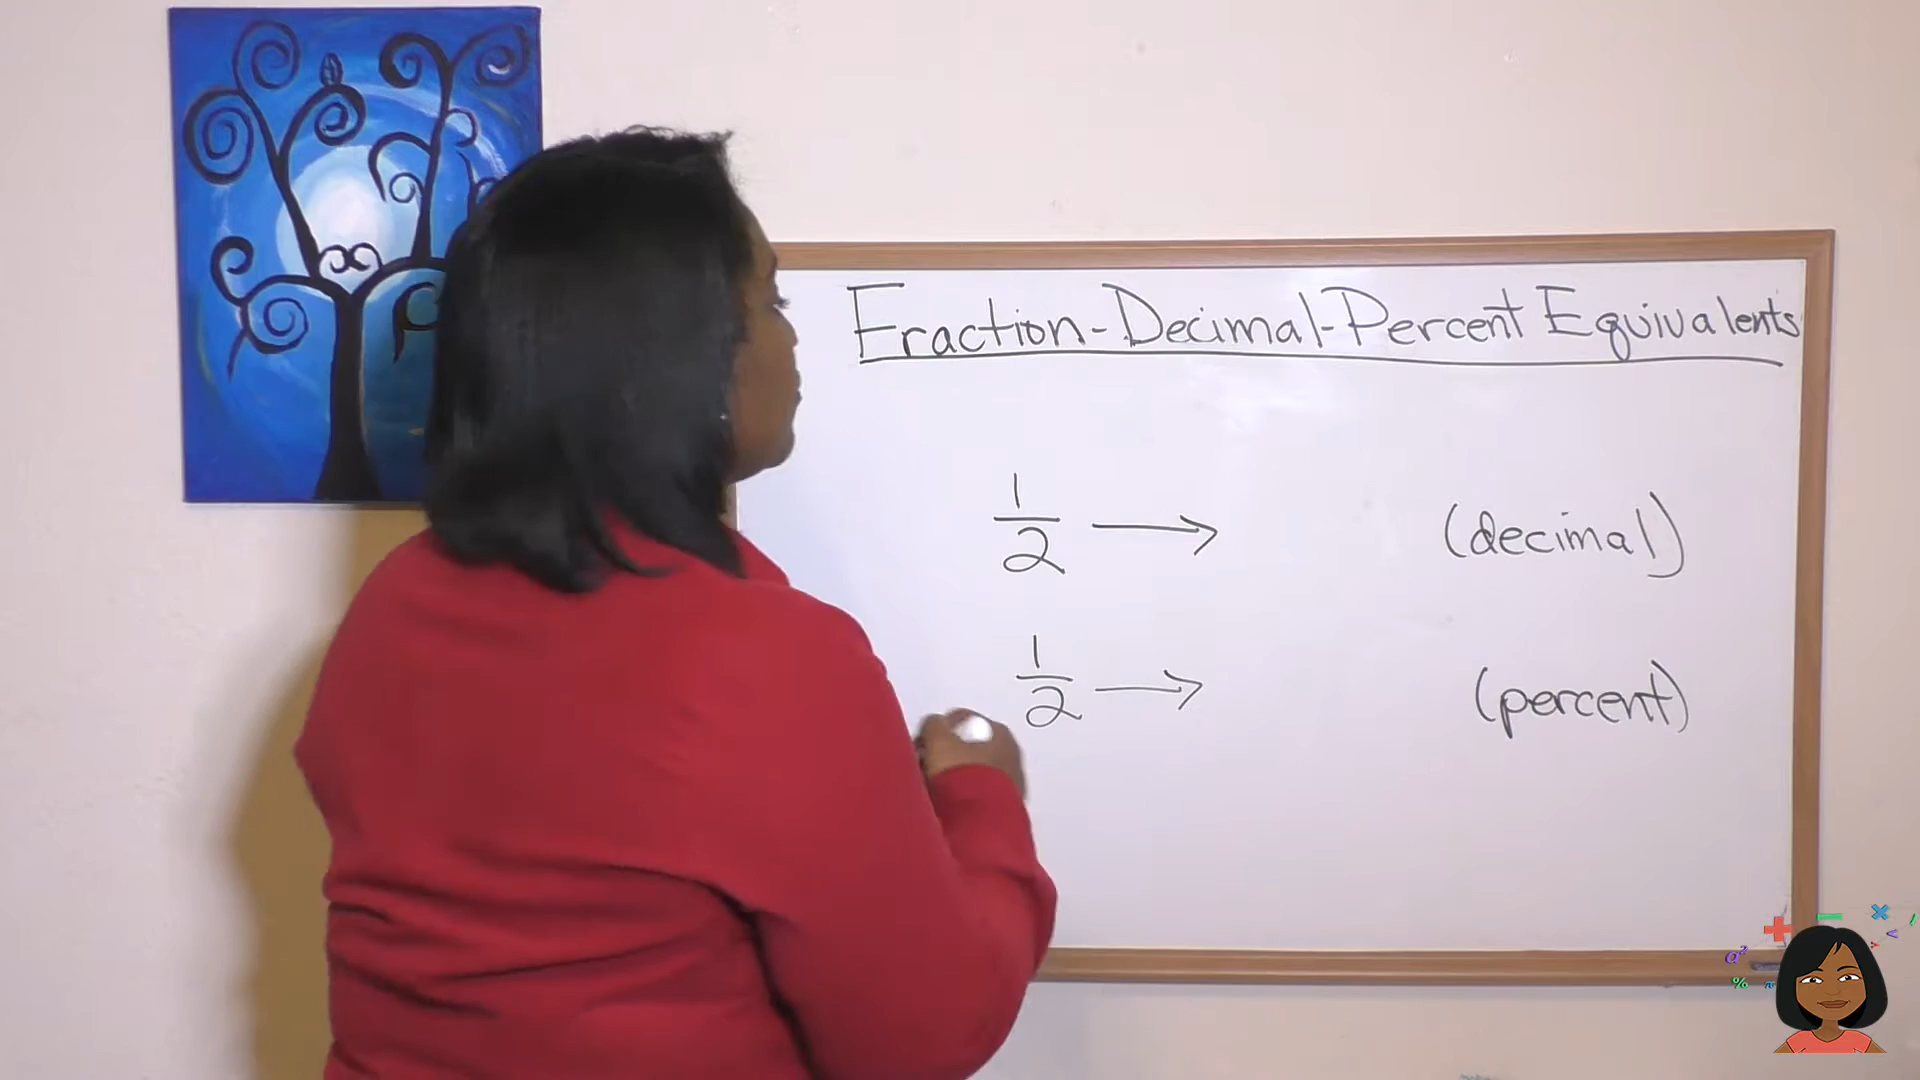 Fraction-Decimal-Percent Equivalents
1/2 → (decimal)
1/2 → (percent)